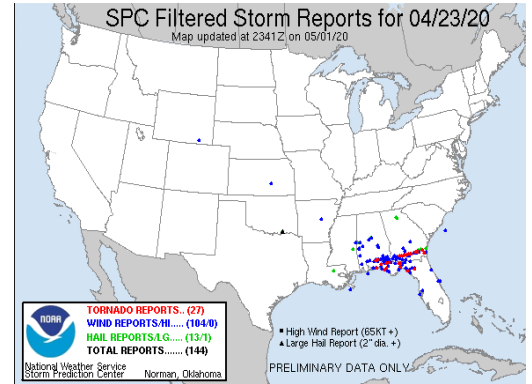 SPC Filtered Storm Reports for 04/23/20
Map updated at 2341Z on 05/01/20
TORNADO REPORTS.. (27)
WIND REPORTS/HI..... (104/0)
HAIL REPORTS/LG..... (13/1)
TOTAL REPORTS....... (144)
NOAA
National Weather Service
Storm Prediction Center Norman, Oklahoma
High Wind Report (65KT +)
Large Hail Report (2" dia. +)
PRELIMINARY DATA ONLY